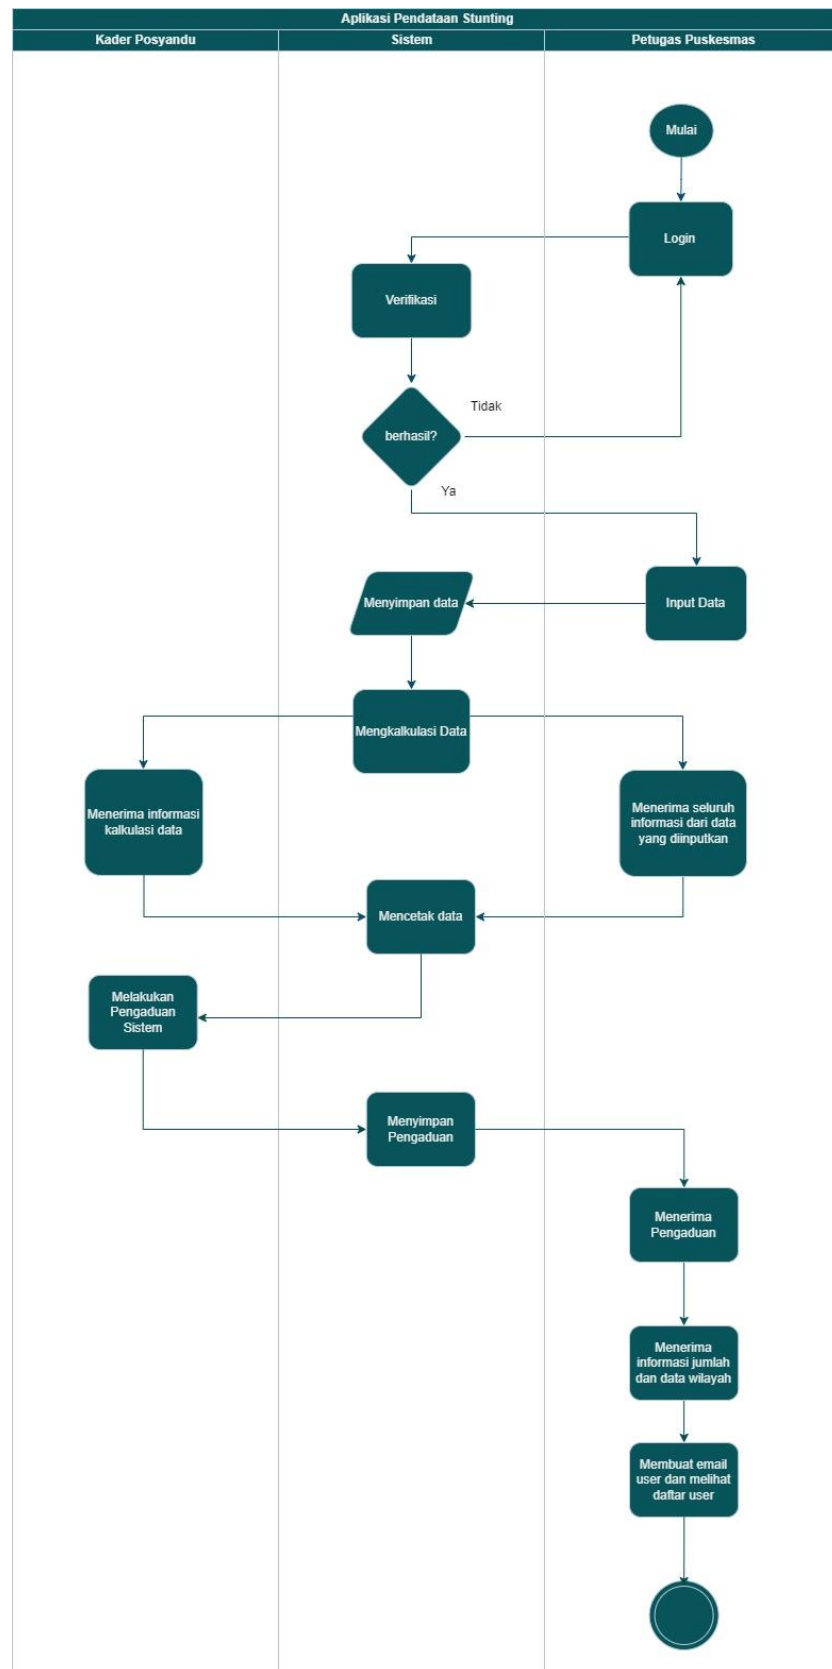 Aplikasi Pendataan Stunting
Kader Posyandu
Sistem
Petugas Puskesmas
Mulai
Login
Verifikasi
Tidak
berhasil?
Ya
Menyimpan data
Input Data
Mengkalkulasi Data
Menerima informasi
kalkulasi data
Menerima seluruh
informasi dari data
yang diinputkan
Mencetak data
Melakukan
Pengaduan
Sistem
Menyimpan
Pengaduan
Menerima
Pengaduan
Menerima
informasi jumlah
dan data wilayah
Membuat email
user dan melihat
daftar user